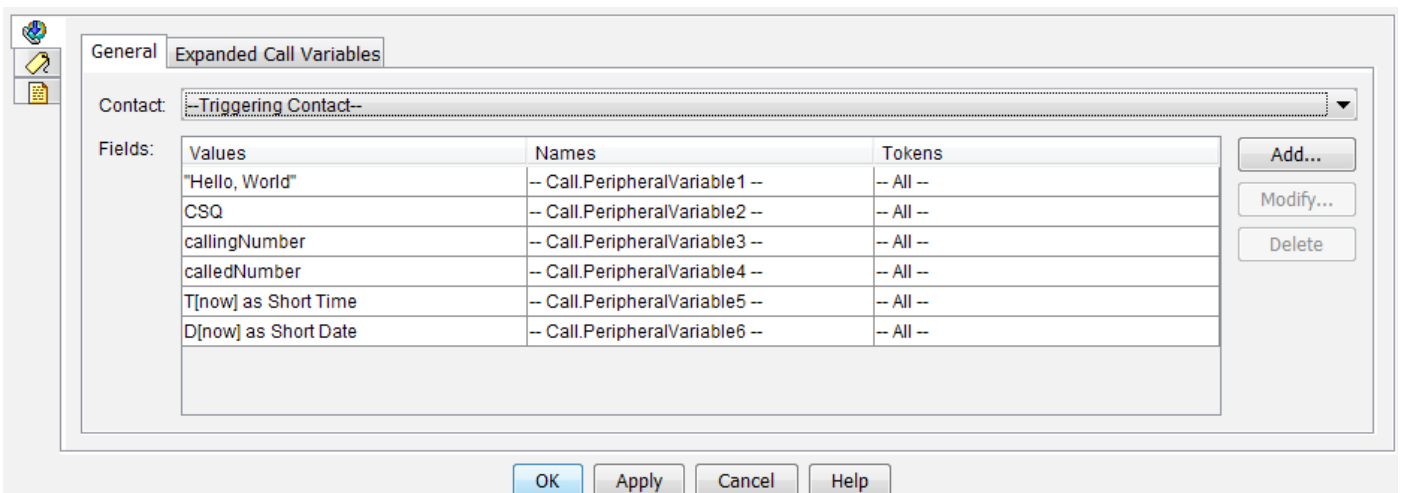 General Expanded Call Variables
Contact: --Triggering Contact--
Fields: Values Names Tokens Add...
"Hello, World" -- Call.PeripheralVariable1 -- -- All --
CSQ -- Call.PeripheralVariable2 -- -- All -- Modify...
callingNumber -- Call.PeripheralVariable3 -- -- All -- Delete
calledNumber -- Call.PeripheralVariable4 -- -- All --
T[now] as Short Time -- Call.PeripheralVariable5 -- -- All --
D[now] as Short Date -- Call.PeripheralVariable6 -- -- All --
OK Apply Cancel Help